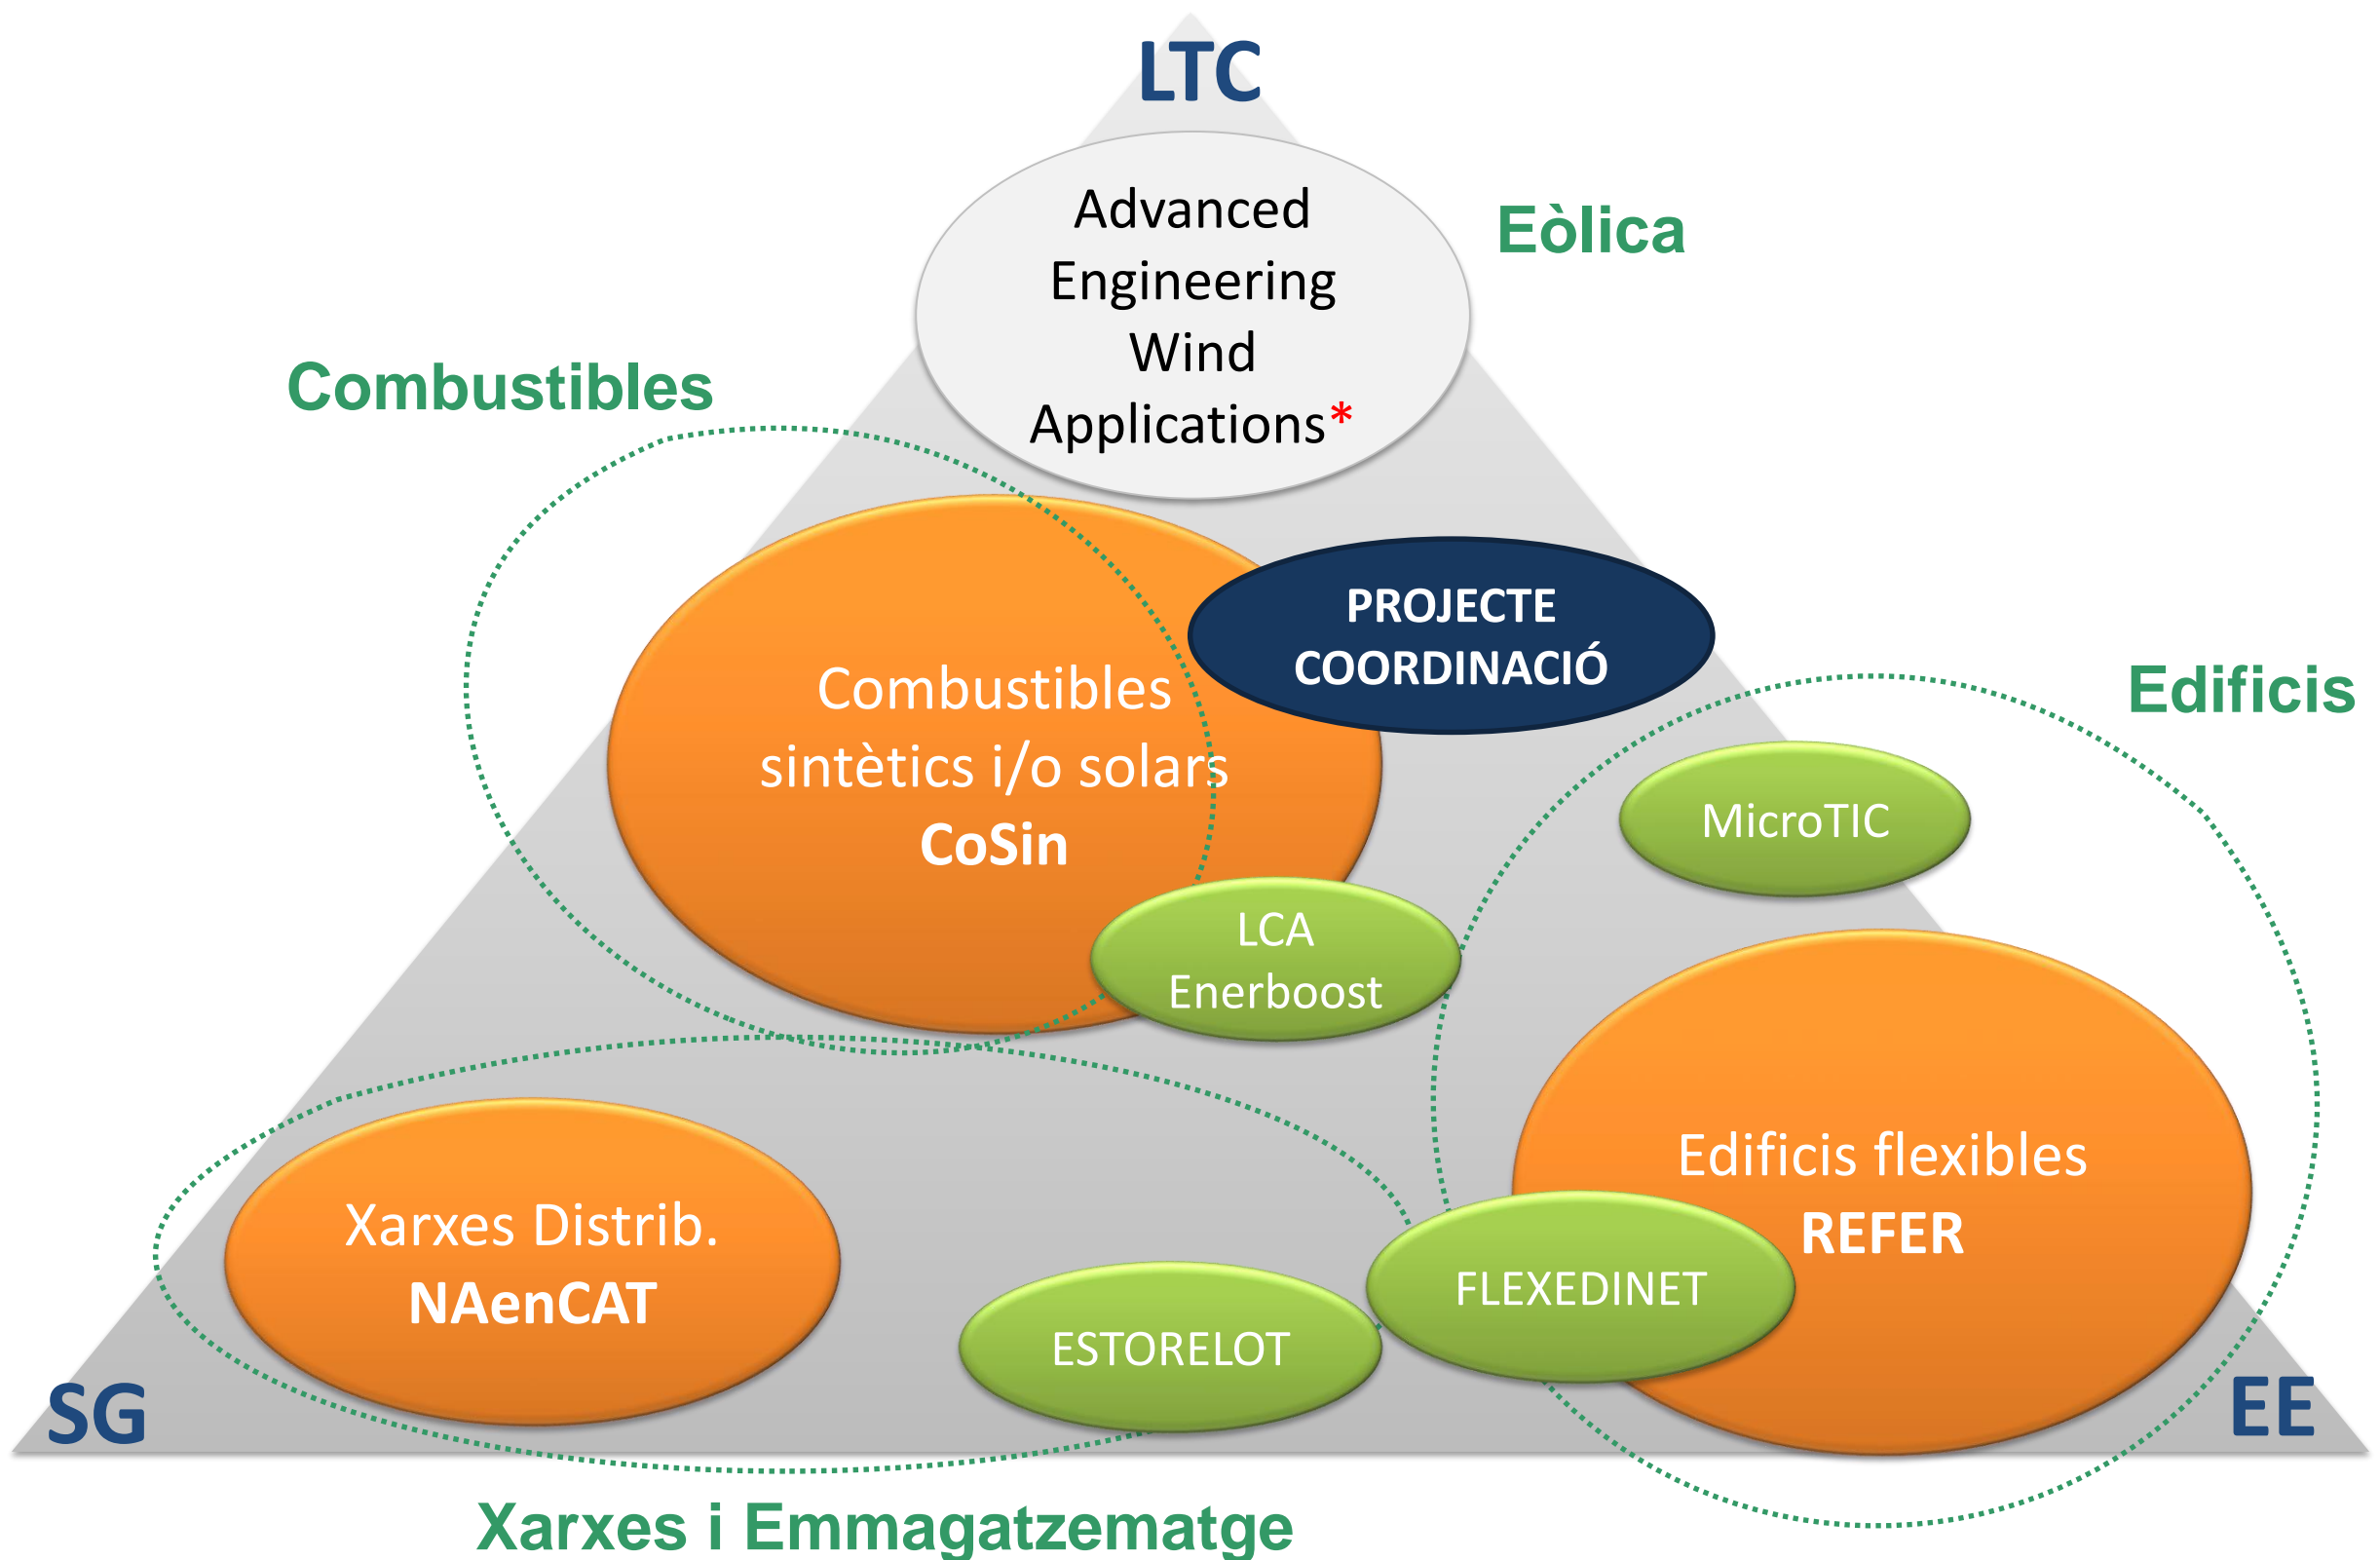 LTC
Advanced
Engineering
Wind
Applications*
Eòlica
Combustibles
PROJECTE
COORDINACIÓ
Combustibles
sintètics i/o solars
CoSin
Edificis
MicroTIC
LCA
Enerboost
Edificis flexibles
REFER
Xarxes Distrib.
NAenCAT
FLEXEDINET
ESTORELOT
SG
EE
Xarxes i Emmagatzematge